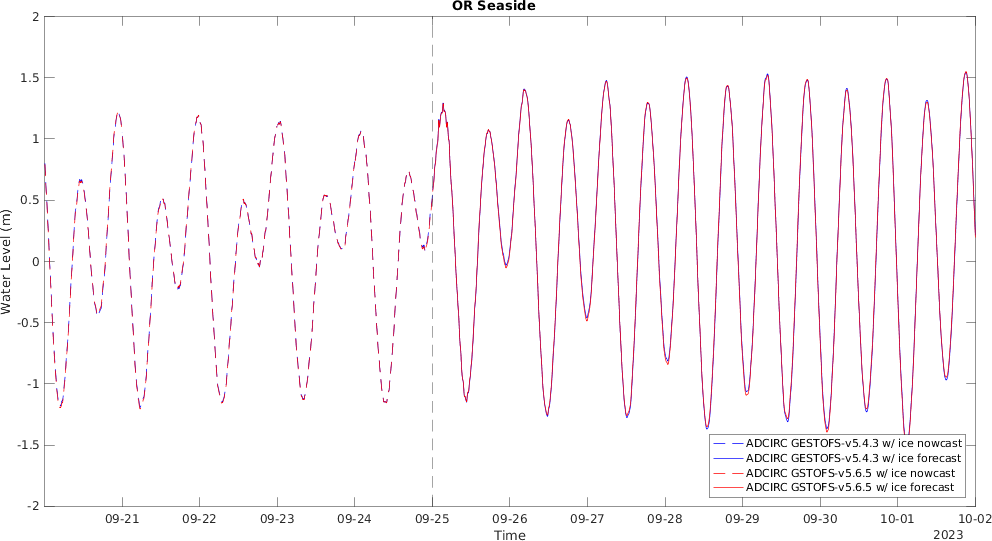 OR Seaside
2
1.5
1
0.5
0
-0.5
-1
-1.5
-2
Water Level (m)
09-21 09-22 09-23 09-24 09-25 09-26 09-27 09-28 09-29 09-30 10-01 10-02
Time
2023
ADCIRC GESTOFS-v5.4.3 w/ ice nowcast
ADCIRC GESTOFS-v5.4.3 w/ ice forecast
ADCIRC GSTOFS-v5.6.5 w/ ice nowcast
ADCIRC GSTOFS-v5.6.5 w/ ice forecast